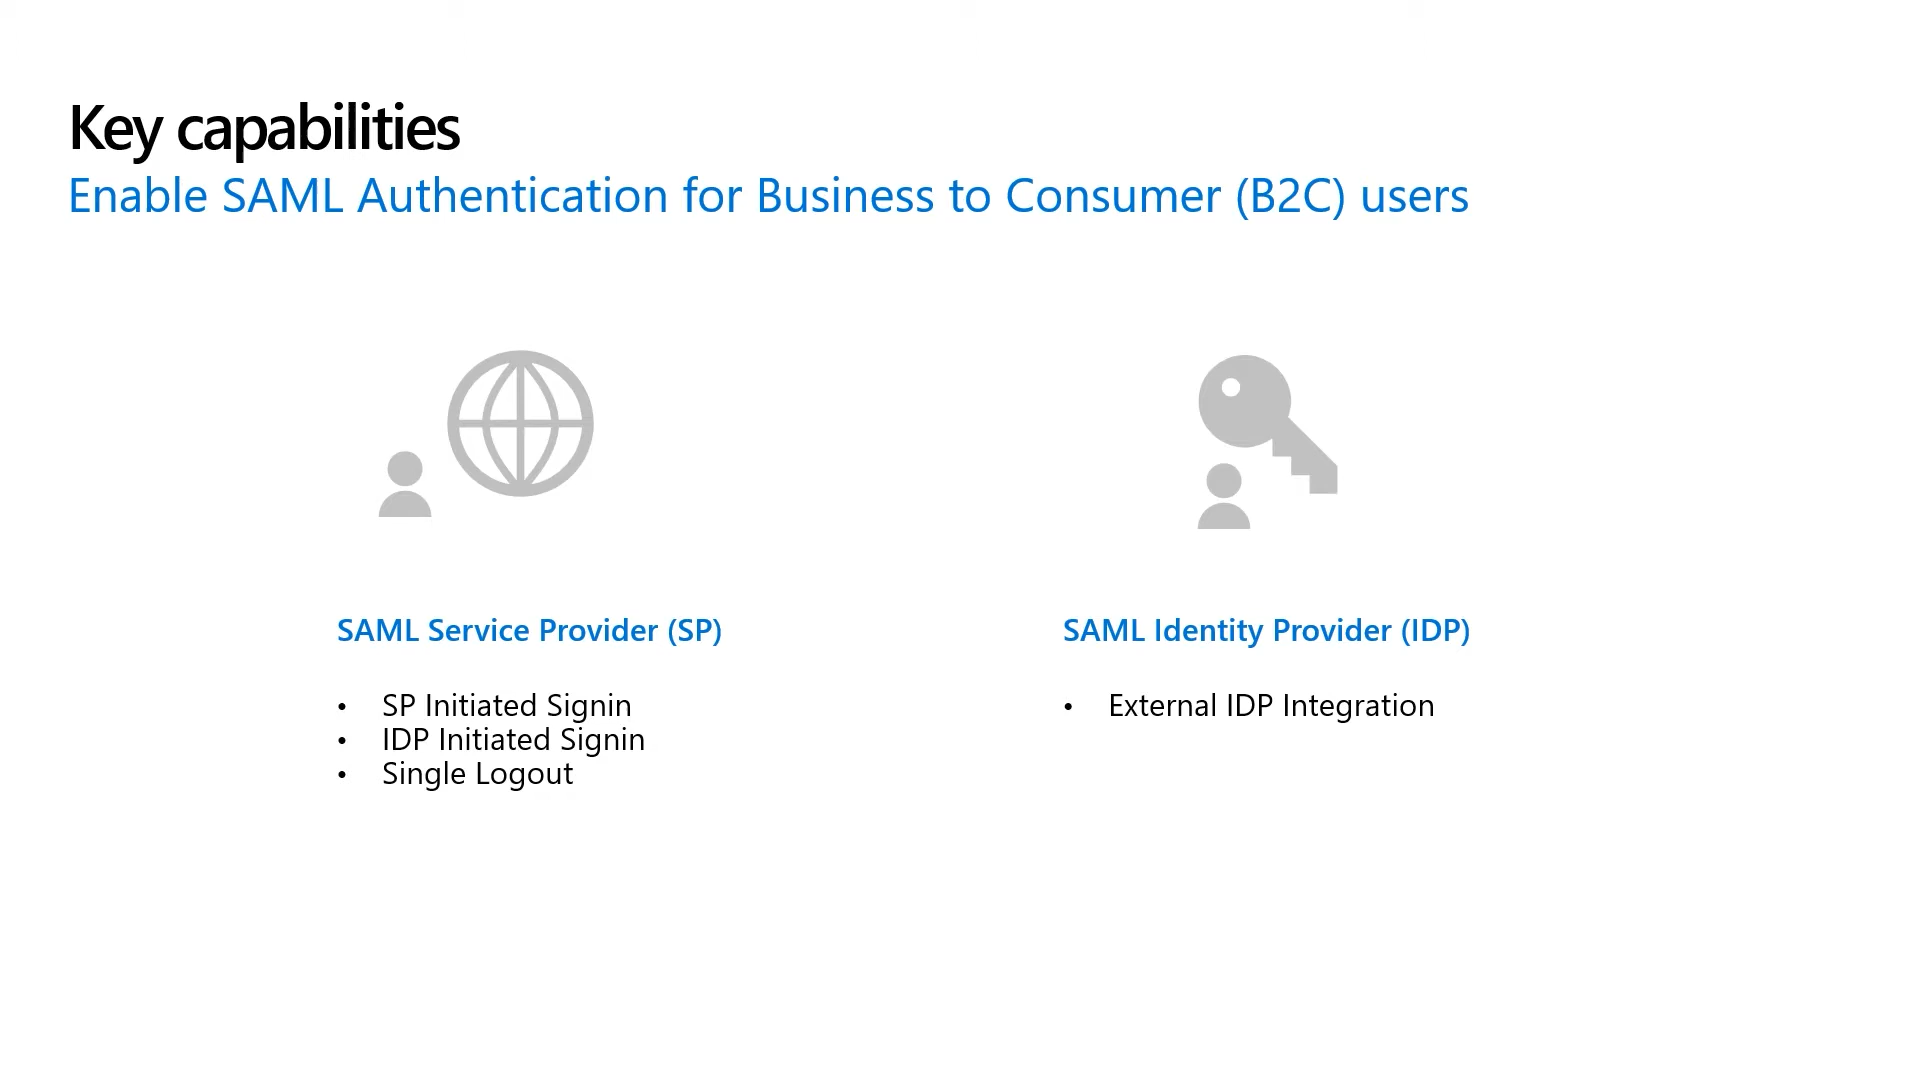 Key capabilities
Enable SAML Authentication for Business to Consumer (B2C) users
SAML Service Provider (SP)
• SP Initiated Signin
• IDP Initiated Signin
• Single Logout
SAML Identity Provider (IDP)
• External IDP Integration